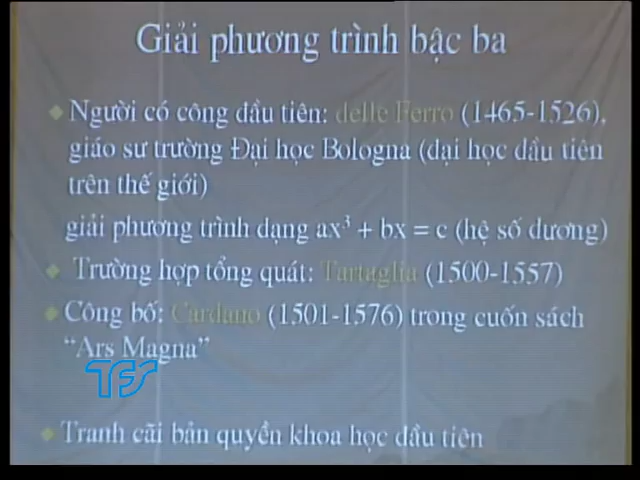 Giải phương trình bậc ba
Người có công đầu tiên: delle Ferro (1465-1526),
giáo sư trường Đại học Bologna (đại học đầu tiên
trên thế giới)
giải phương trình dạng ax³ + bx = c (hệ số dương)
Trường hợp tổng quát: Tartaglia (1500-1557)
Công bố: Cardano (1501-1576) trong cuốn sách
“Ars Magna”
TFS
Tranh cãi bản quyền khoa học đầu tiên